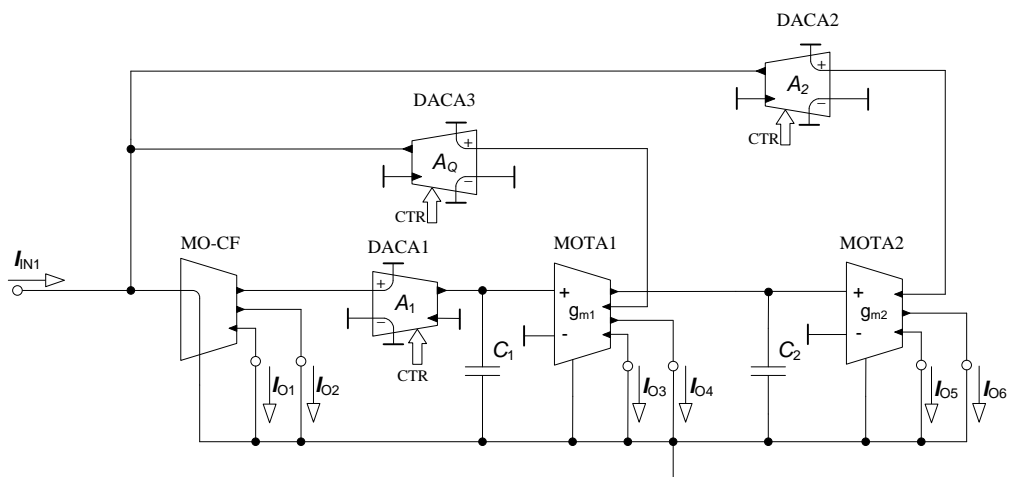 DACA2
+
A2
−
CTR
DACA3
+
AQ
−
CTR
MO-CF
DACA1
MOTA1
MOTA2
IIN1
+
A1
−
CTR
C1
+
gm1
-
C2
+
gm2
-
IO1
IO2
IO3
IO4
IO5
IO6